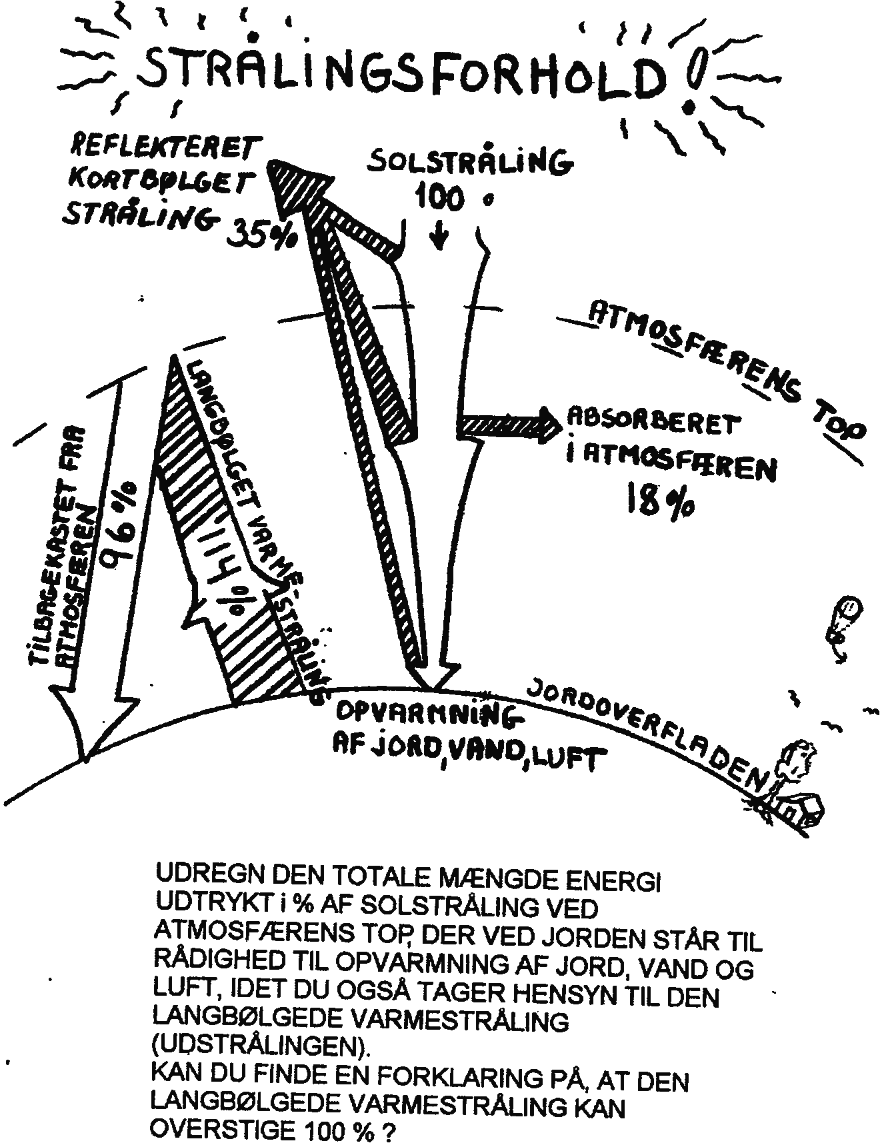 STRÅLINGSFORHOLD!
REFLEKTERET
KORTBØLGET
STRÅLING 35%
SOLSTRÅLING
100
ATMOSFÆRENS TOP
ABSORBERET
i ATMOSFÆREN
18%
TILBAGEKASTET FRA
ATMOSFÆREN
96%
LANGBØLGET VARME-
STRÅLING
114%
OPVARMNING
AF JORD, VAND, LUFT
JORDOVERFLADEN
UDREGN DEN TOTALE MÆNGDE ENERGI
UDTRYKT i % AF SOLSTRÅLING VED
ATMOSFÆRENS TOP, DER VED JORDEN STÅR TIL
RÅDIGHED TIL OPVARMNING AF JORD, VAND OG
LUFT, IDET DU OGSÅ TAGER HENSYN TIL DEN
LANGBØLGEDE VARMESTRÅLING
(UDSTRÅLINGEN).
KAN DU FINDE EN FORKLARING PÅ, AT DEN
LANGBØLGEDE VARMESTRÅLING KAN
OVERSTIGE 100 % ?